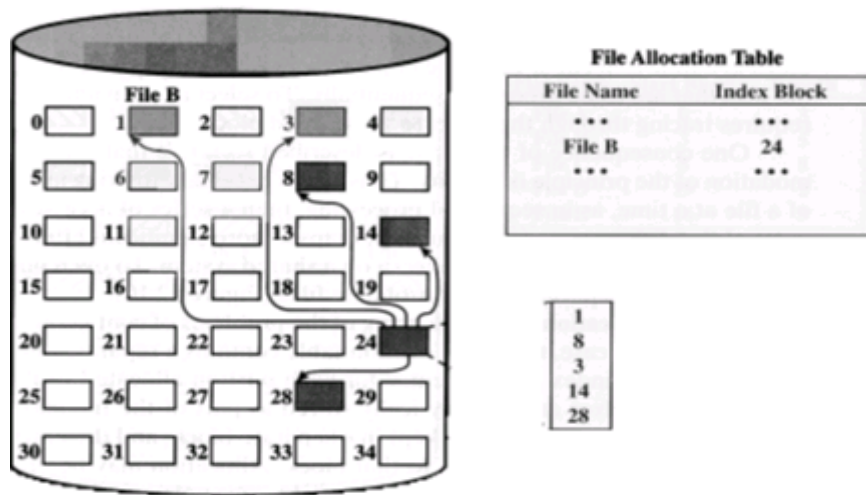 File B
0 1 2 3 4
5 6 7 8 9
10 11 12 13 14
15 16 17 18 19
20 21 22 23 24
25 26 27 28 29
30 31 32 33 34
File Allocation Table
File Name Index Block
• • • • • •
File B 24
• • • • • •
1
8
3
14
28